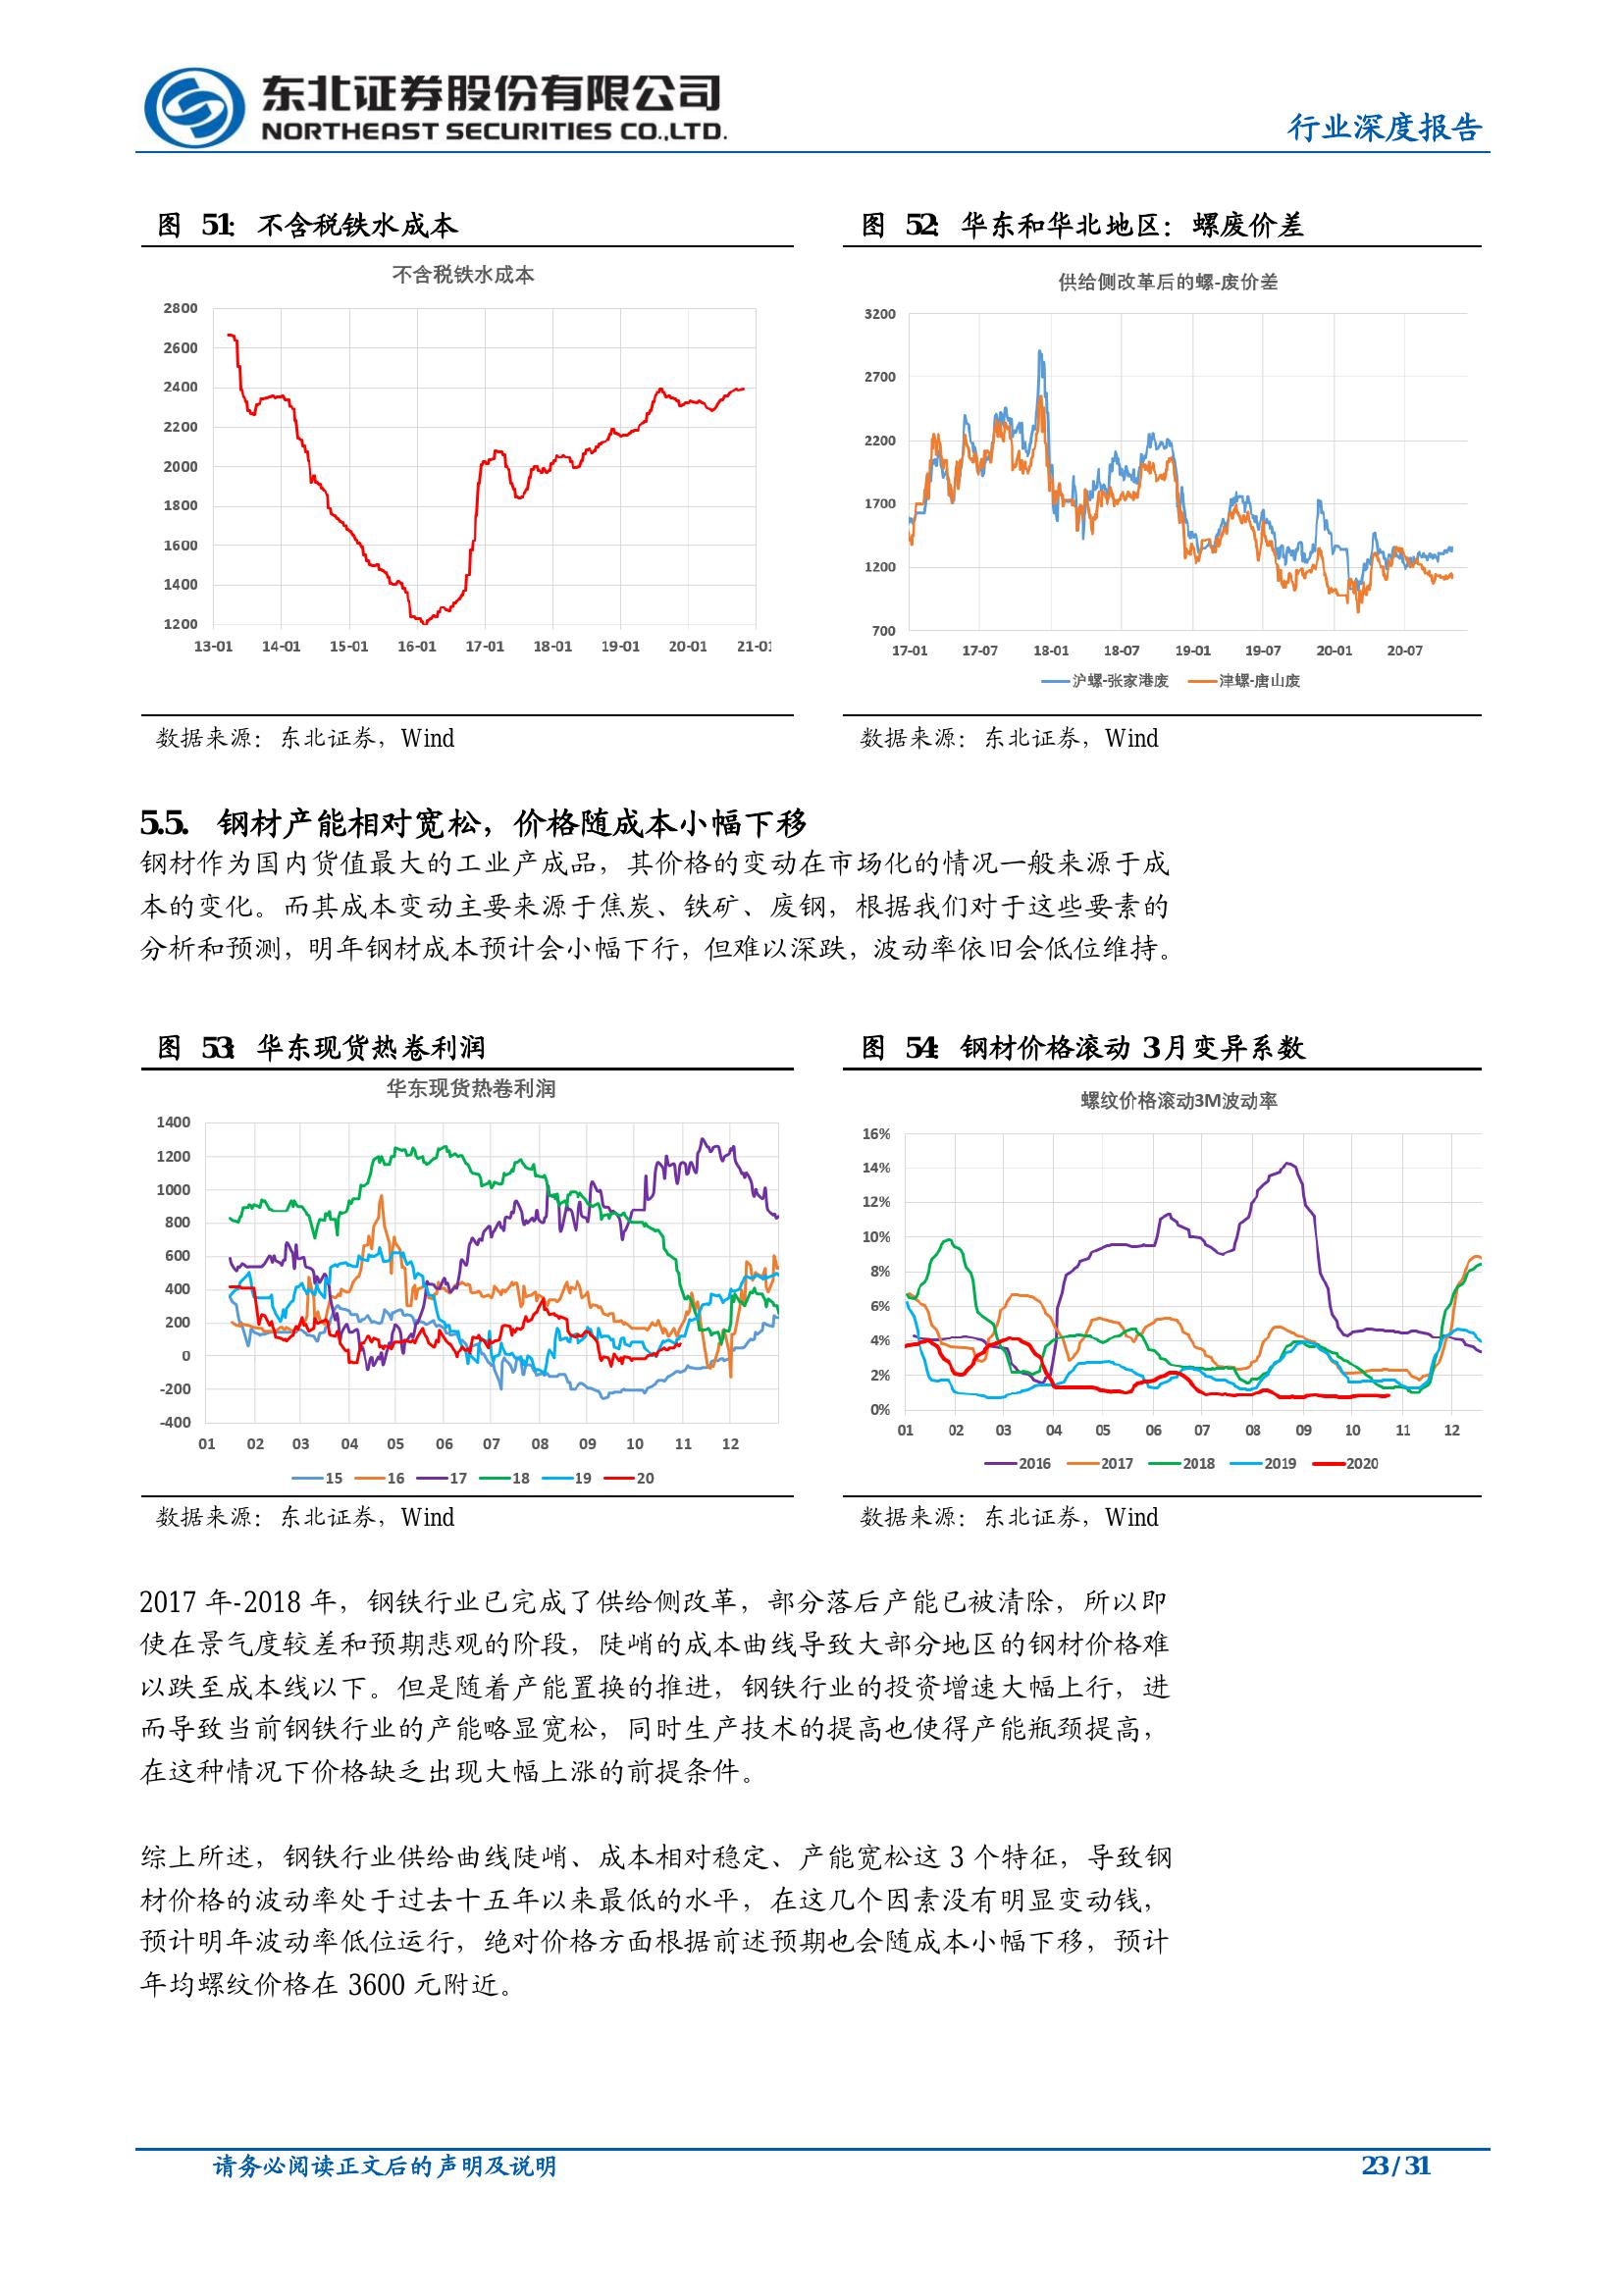 东北证券股份有限公司
NORTHEAST SECURITIES CO.,LTD.
行业深度报告
图 51：不含税铁水成本
不含税铁水成本
2800
2600
2400
2200
2000
1800
1600
1400
1200
13-01 14-01 15-01 16-01 17-01 18-01 19-01 20-01 21-01
数据来源：东北证券，Wind
图 52：华东和华北地区：螺废价差
供给侧改革后的螺-废价差
3200
2700
2200
1700
1200
700
17-01 17-07 18-01 18-07 19-01 19-07 20-01 20-07
沪螺-张家港废 津螺-唐山废
数据来源：东北证券，Wind
5.5. 钢材产能相对宽松，价格随成本小幅下移
钢材作为国内货值最大的工业产成品，其价格的变动在市场化的情况一般来源于成
本的变化。而其成本变动主要来源于焦炭、铁矿、废钢，根据我们对于这些要素的
分析和预测，明年钢材成本预计会小幅下行，但难以深跌，波动率依旧会低位维持。
图 53：华东现货热卷利润
华东现货热卷利润
1400
1200
1000
800
600
400
200
0
-200
-400
01 02 03 04 05 06 07 08 09 10 11 12
15 16 17 18 19 20
数据来源：东北证券，Wind
图 54：钢材价格滚动 3 月变异系数
螺纹价格滚动3M波动率
16%
14%
12%
10%
8%
6%
4%
2%
0%
01 02 03 04 05 06 07 08 09 10 11 12
2016 2017 2018 2019 2020
数据来源：东北证券，Wind
2017 年-2018 年，钢铁行业已完成了供给侧改革，部分落后产能已被清除，所以即
使在景气度较差和预期悲观的阶段，陡峭的成本曲线导致大部分地区的钢材价格难
以跌至成本线以下。但是随着产能置换的推进，钢铁行业的投资增速大幅上行，进
而导致当前钢铁行业的产能略显宽松，同时生产技术的提高也使得产能瓶颈提高，
在这种情况下价格缺乏出现大幅上涨的前提条件。
综上所述，钢铁行业供给曲线陡峭、成本相对稳定、产能宽松这 3 个特征，导致钢
材价格的波动率处于过去十五年以来最低的水平，在这几个因素没有明显变动钱，
预计明年波动率低位运行，绝对价格方面根据前述预期也会随成本小幅下移，预计
年均螺纹价格在 3600 元附近。
请务必阅读正文后的声明及说明
23 / 31